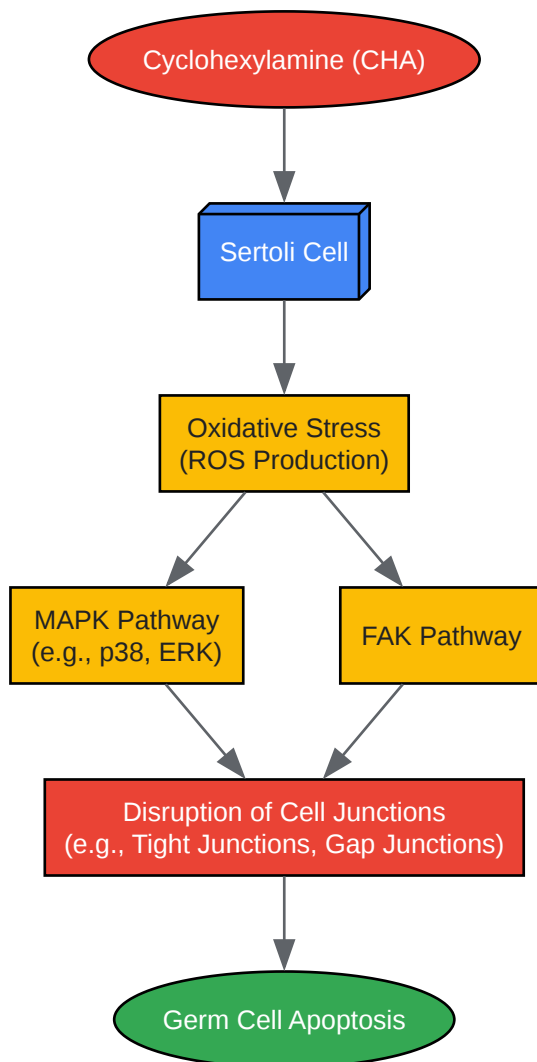 Cyclohexylamine (CHA)
Sertoli Cell
Oxidative Stress
(ROS Production)
MAPK Pathway
(e.g., p38, ERK)
FAK Pathway
Disruption of Cell Junctions
(e.g., Tight Junctions, Gap Junctions)
Germ Cell Apoptosis